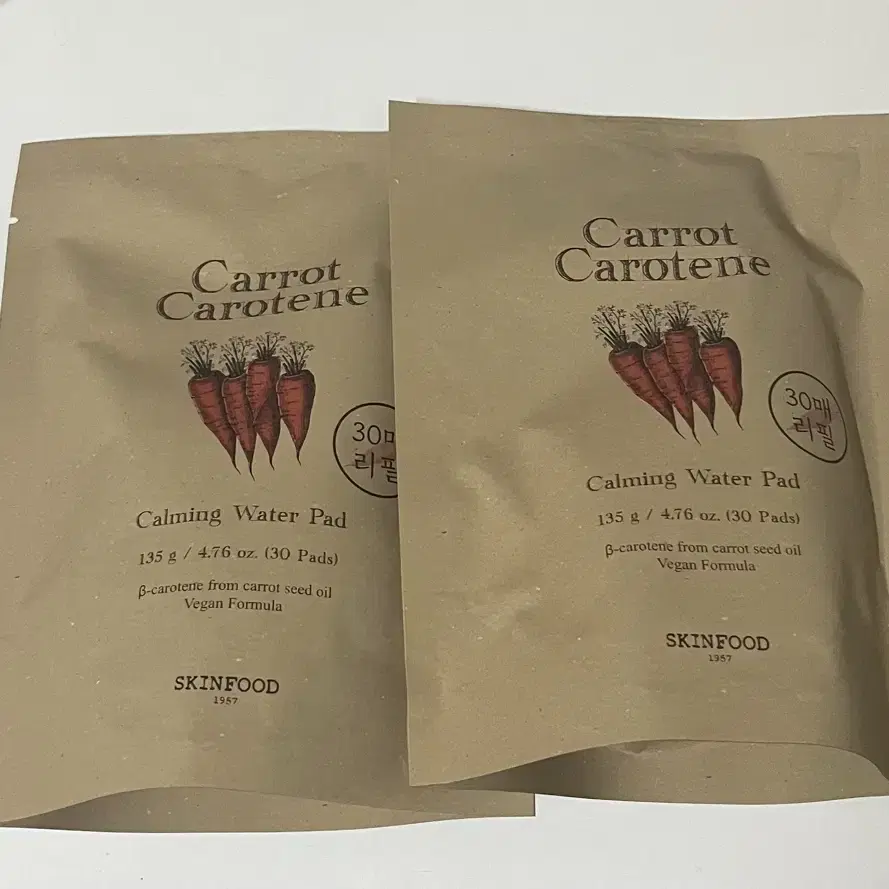 Carrot
Carotene
30매
리필
Calming Water Pad
135 g / 4.76 oz. (30 Pads)
β-carotene from carrot seed oil
Vegan Formula
SKINFOOD
1957
Carrot
Carotene
30매
리필
Calming Water Pad
135 g / 4.76 oz. (30 Pads)
β-carotene from carrot seed oil
Vegan Formula
SKINFOOD
1957